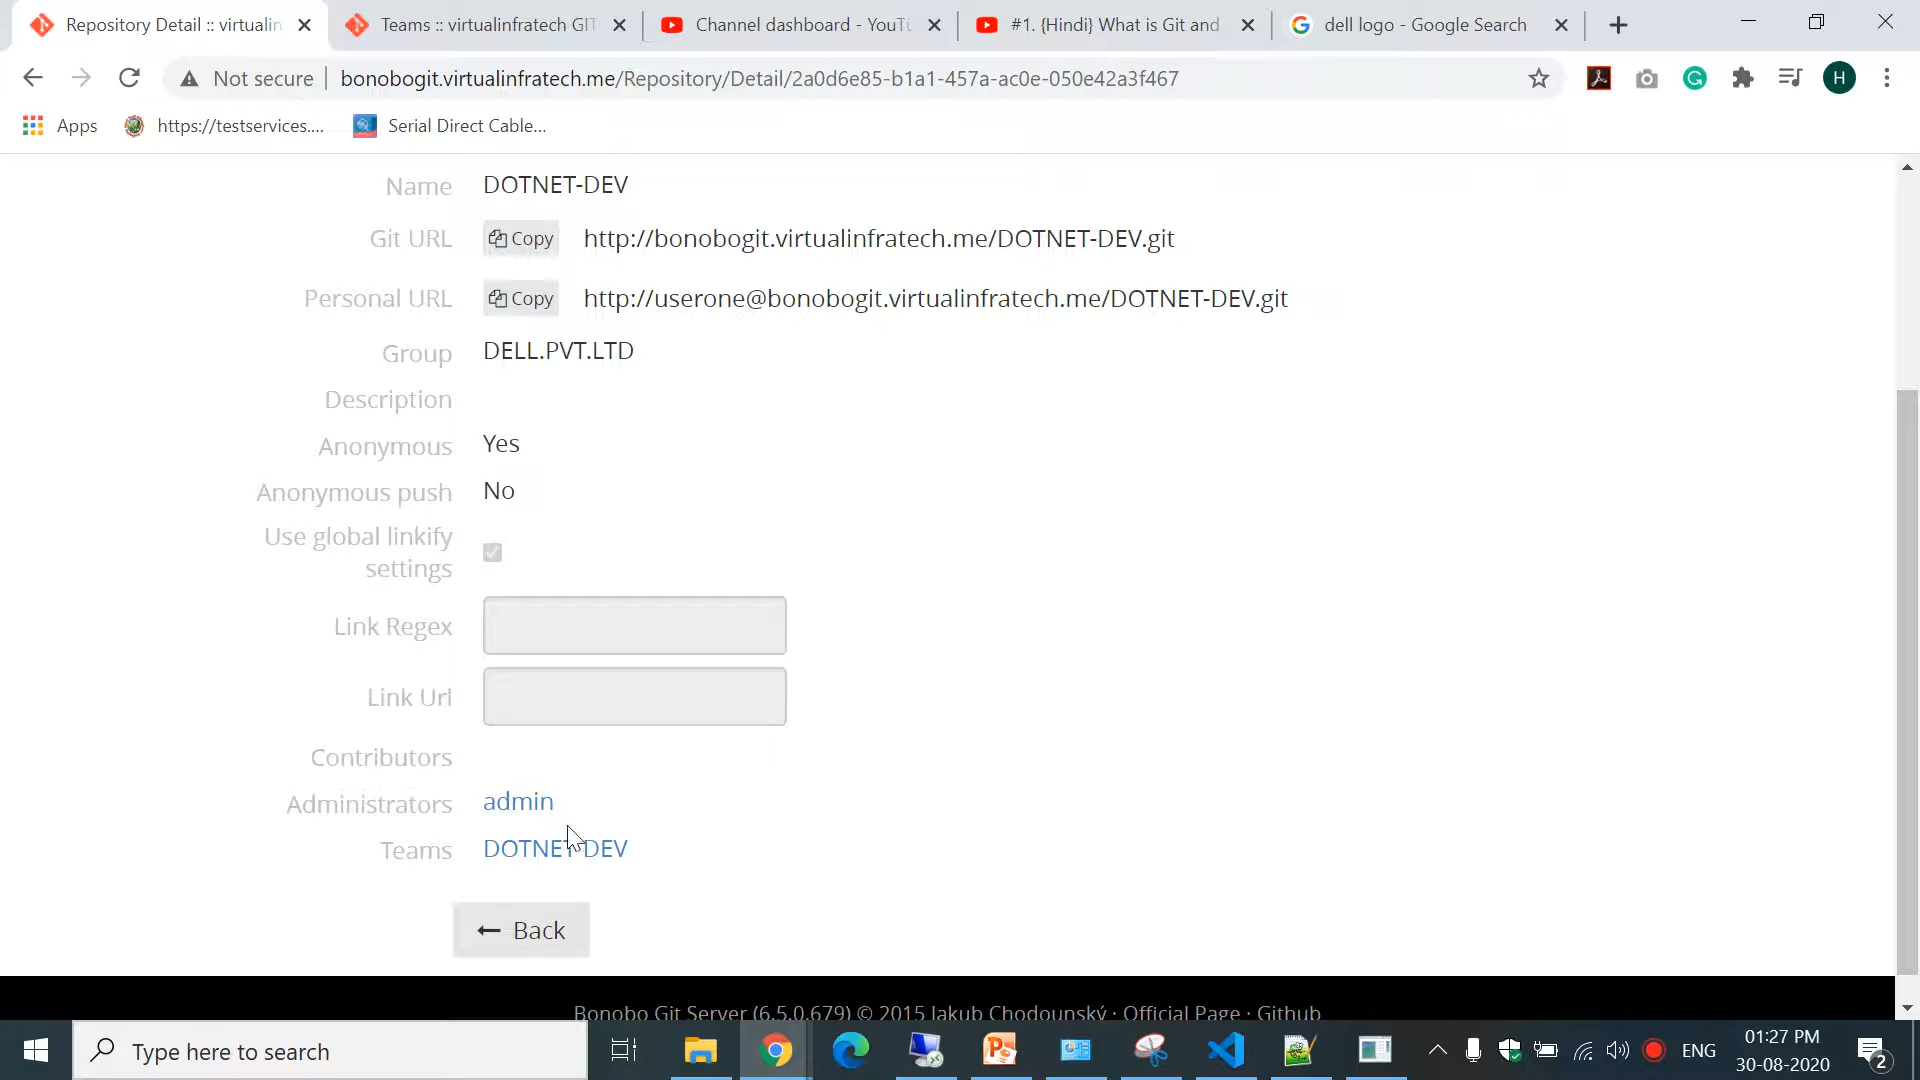 Repository Detail :: virtualin
Teams :: virtualinfratech GIT
Channel dashboard - YouTu
#1. {Hindi} What is Git and
dell logo - Google Search
Not secure
bonobogit.virtualinfratech.me/Repository/Detail/2a0d6e85-b1a1-457a-ac0e-050e42a3f467
H
Apps
https://testservices....
Serial Direct Cable...
Name DOTNET-DEV
Git URL Copy http://bonobogit.virtualinfratech.me/DOTNET-DEV.git
Personal URL Copy http://userone@bonobogit.virtualinfratech.me/DOTNET-DEV.git
Group DELL.PVT.LTD
Description
Anonymous Yes
Anonymous push No
Use global linkify
settings
Link Regex
Link Url
Contributors
Administrators admin
Teams DOTNET-DEV
Back
Bonobo Git Server (6.5.0.679) © 2015 Jakub Chodounský · Official Page · Github
Type here to search
ENG
01:27 PM
30-08-2020
2